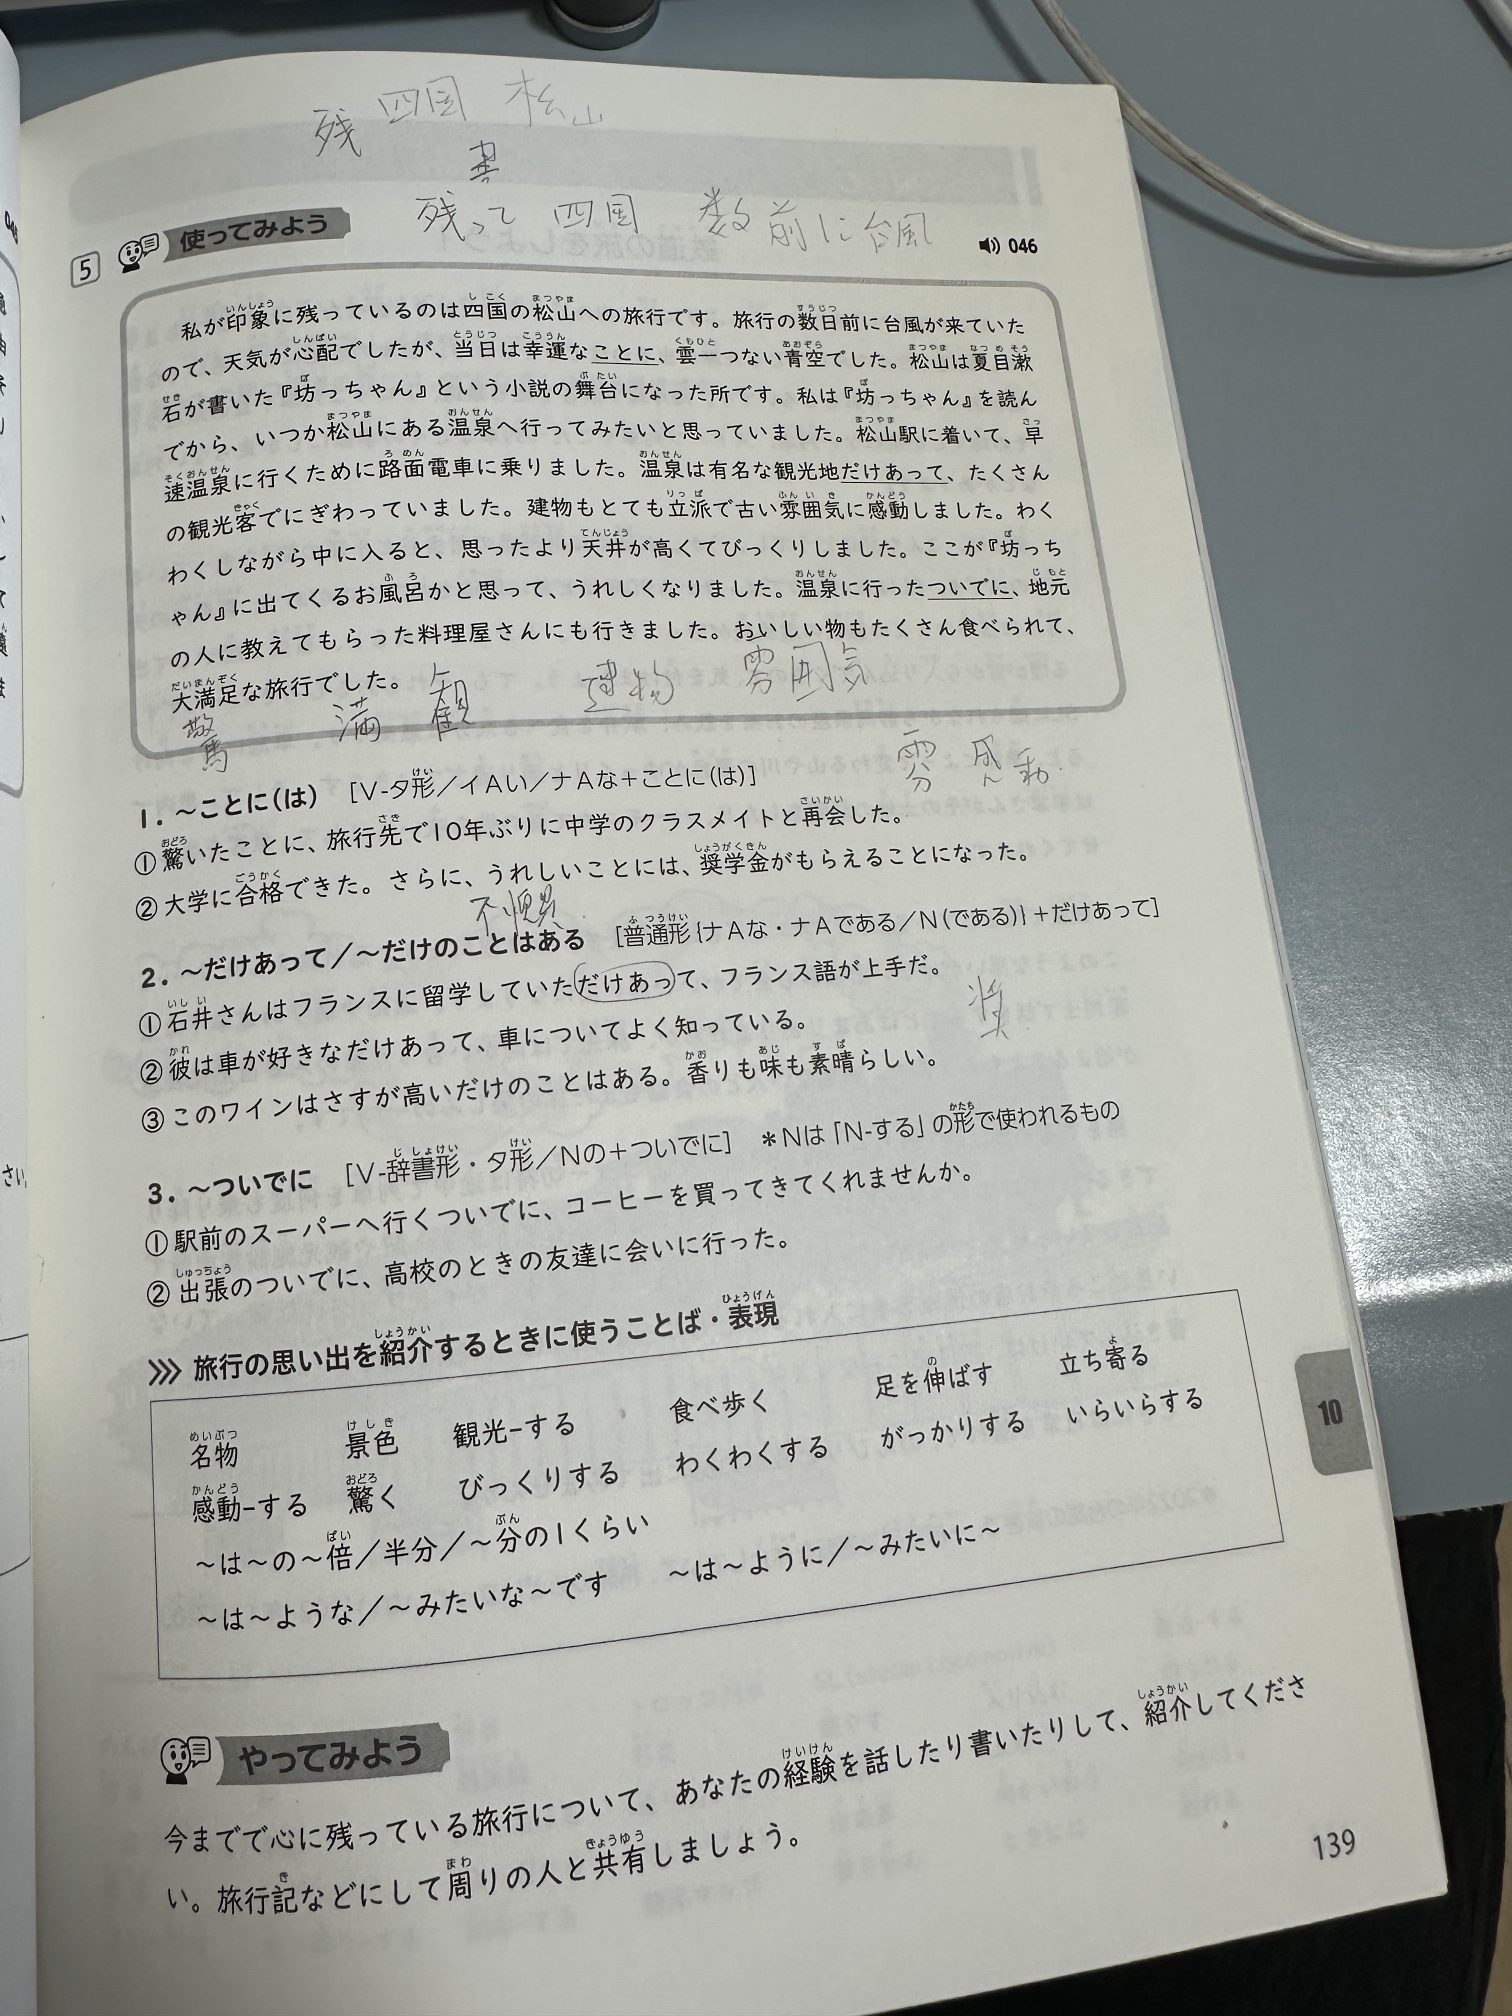 残 四国 松山
書
残って 四国 数 前に台風
5 使ってみよう 046
私が印象に残っているのは四国の松山への旅行です。旅行の数日前に台風が来ていた
ので、天気が心配でしたが、当日は幸運なことに、雲一つない青空でした。松山は夏目漱
石が書いた『坊っちゃん』という小説の舞台になった所です。私は『坊っちゃん』を読ん
でから、いつか松山にある温泉へ行ってみたいと思っていました。松山駅に着いて、早
速温泉に行くために路面電車に乗りました。温泉は有名な観光地だけあって、たくさん
の観光客でにぎわっていました。建物もとても立派で古い雰囲気に感動しました。わく
わくしながら中に入ると、思ったより天井が高くてびっくりしました。ここが『坊っち
ゃん』に出てくるお風呂かと思って、うれしくなりました。温泉に行ったついでに、地元
の人に教えてもらった料理屋さんにも行きました。おいしい物もたくさん食べられて、
大満足な旅行でした。
驚 満 観 建物 雰囲気
雰 感動
1. ～ことに(は) [V-タ形／イAい／ナAな＋ことに(は)]
①驚いたことに、旅行先で10年ぶりに中学のクラスメイトと再会した。
②大学に合格できた。さらに、うれしいことには、奨学金がもらえることになった。
2. ～だけあって／～だけのことはある [普通形{ナAな・ナAである／N(である)}＋だけあって]
①石井さんはフランスに留学していただけあって、フランス語が上手だ。
奨
②彼は車が好きなだけあって、車についてよく知っている。
③このワインはさすが高いだけのことはある。香りも味も素晴らしい。
3. ～ついでに [V-辞書形・タ形／Nの＋ついでに] ＊Nは「N-する」の形で使われるもの
①駅前のスーパーへ行くついでに、コーヒーを買ってきてくれませんか。
②出張のついでに、高校のときの友達に会いに行った。
旅行の思い出を紹介するときに使うことば・表現
名物 景色 観光-する 食べ歩く 足を伸ばす 立ち寄る
感動-する 驚く びっくりする わくわくする がっかりする いらいらする
～は～の～倍／半分／～分の1くらい
～は～ような／～みたいな～です ～は～ように／～みたいに～
10
やってみよう
今までで心に残っている旅行について、あなたの経験を話したり書いたりして、紹介してくださ
い。旅行記などにして周りの人と共有しましょう。
139